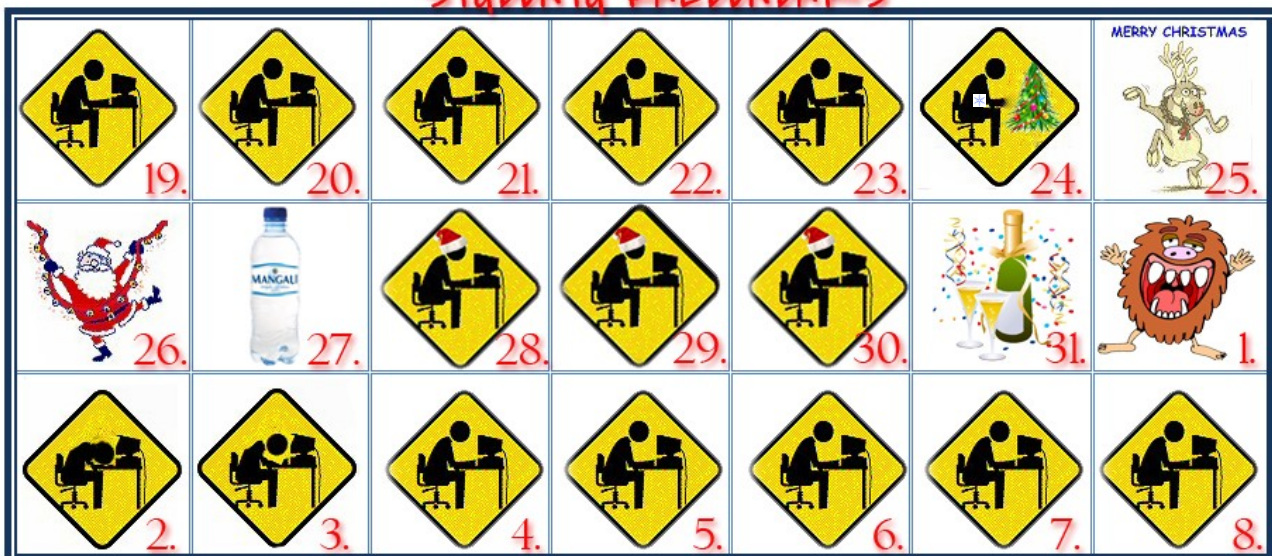 19. 20. 21. 22. 23. 24. 25.
MERRY CHRISTMAS
MANGALI
26. 27. 28. 29. 30. 31. 1.
2. 3. 4. 5. 6. 7. 8.